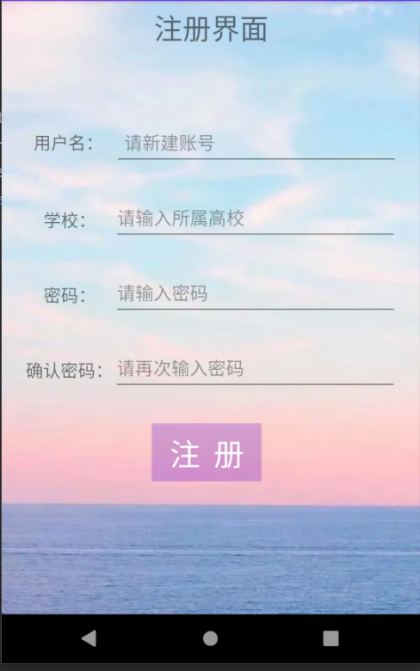 注册界面
用户名： 请新建账号
学校： 请输入所属高校
密码： 请输入密码
确认密码： 请再次输入密码
注 册